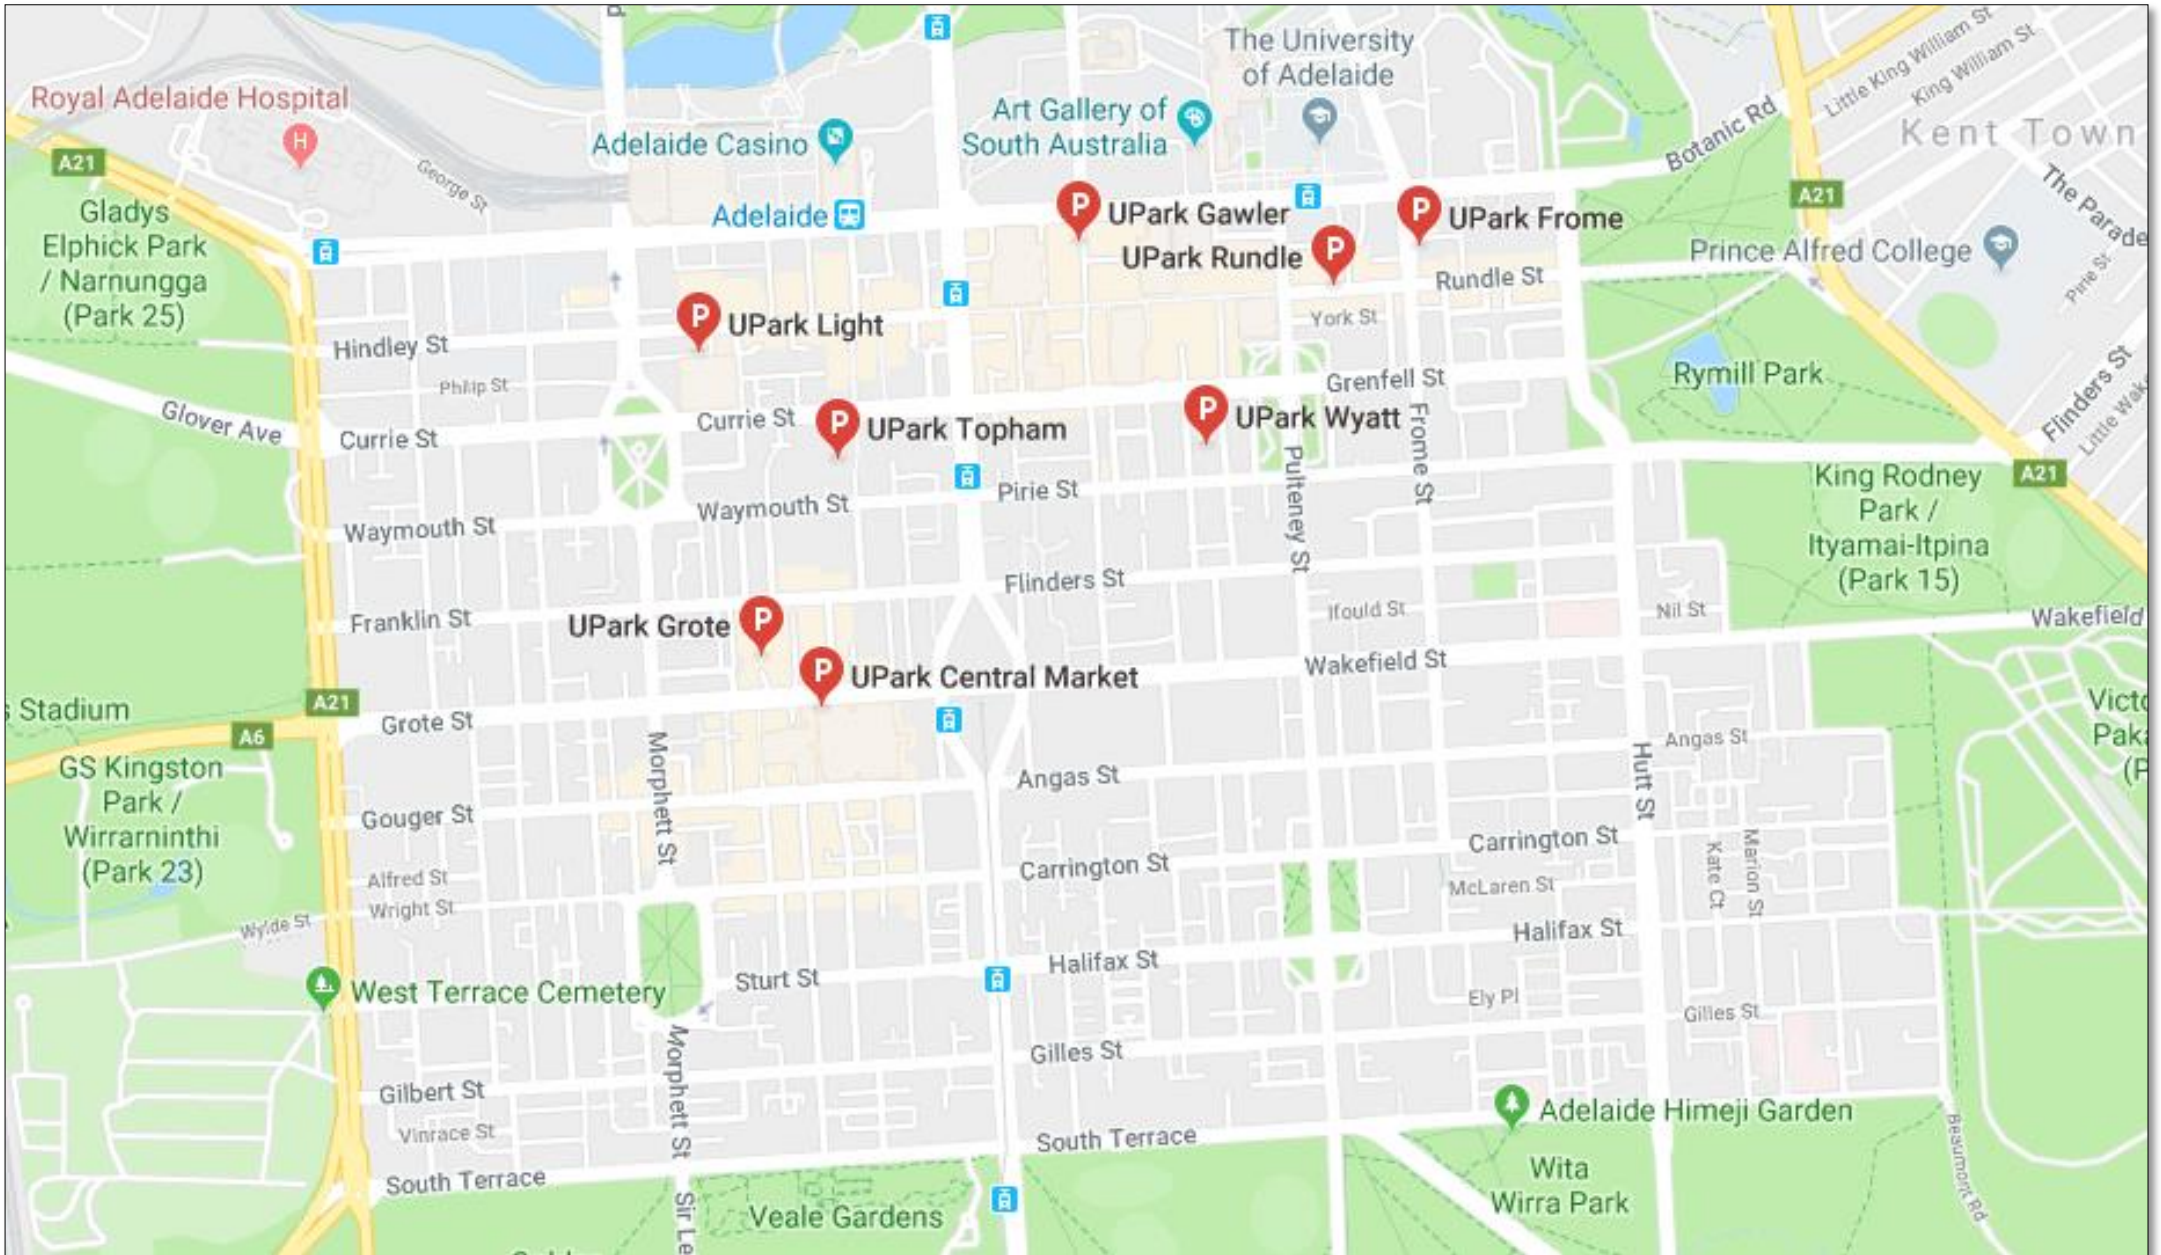 The University
of Adelaide
Little King William St
King William St
Royal Adelaide Hospital
H
Art Gallery of
South Australia
Adelaide Casino
Botanic Rd
Kent Town
A21
George St
The Parade
A21
Gladys
Elphick Park
/ Narnungga
(Park 25)
Adelaide
P
UPark Gawler
P
UPark Frome
UPark Rundle
P
Prince Alfred College
Pirie St
Rundle St
P
UPark Light
York St
Hindley St
Philip St
Grenfell St
Rymill Park
Flinders St
Glover Ave
Currie St
Currie St
P
UPark Topham
P
UPark Wyatt
Frome St
Pulteney St
A21
King Rodney
Park /
Ityamai-Itpina
(Park 15)
Waymouth St
Waymouth St
Pirie St
Flinders St
Franklin St
UPark Grote
P
Ifould St
Nil St
Wakefield
P
UPark Central Market
Wakefield St
s Stadium
A21
A6
Grote St
Morphett St
Angas St
Angas St
Hutt St
GS Kingston
Park /
Wirrarninthi
(Park 23)
Gouger St
Carrington St
Carrington St
Kate Ct
Marion St
Alfred St
Wright St
Wylde St
McLaren St
Halifax St
Halifax St
West Terrace Cemetery
Sturt St
Ely Pl
Gilles St
Gilles St
Morphett St
Gilbert St
Vinrace St
Adelaide Himeji Garden
South Terrace
South Terrace
Beaumont Rd
Wita
Wirra Park
Veale Gardens
Sir Le